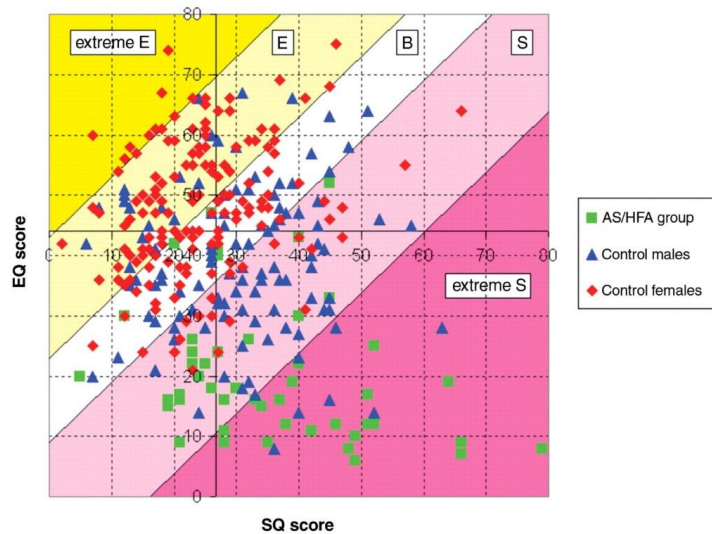 80
extreme E
E
B
S
70
60
50
EQ score
0
10
20
40
30
40
50
60
70
80
AS/HFA group
Control males
Control females
extreme S
30
20
10
0
SQ score